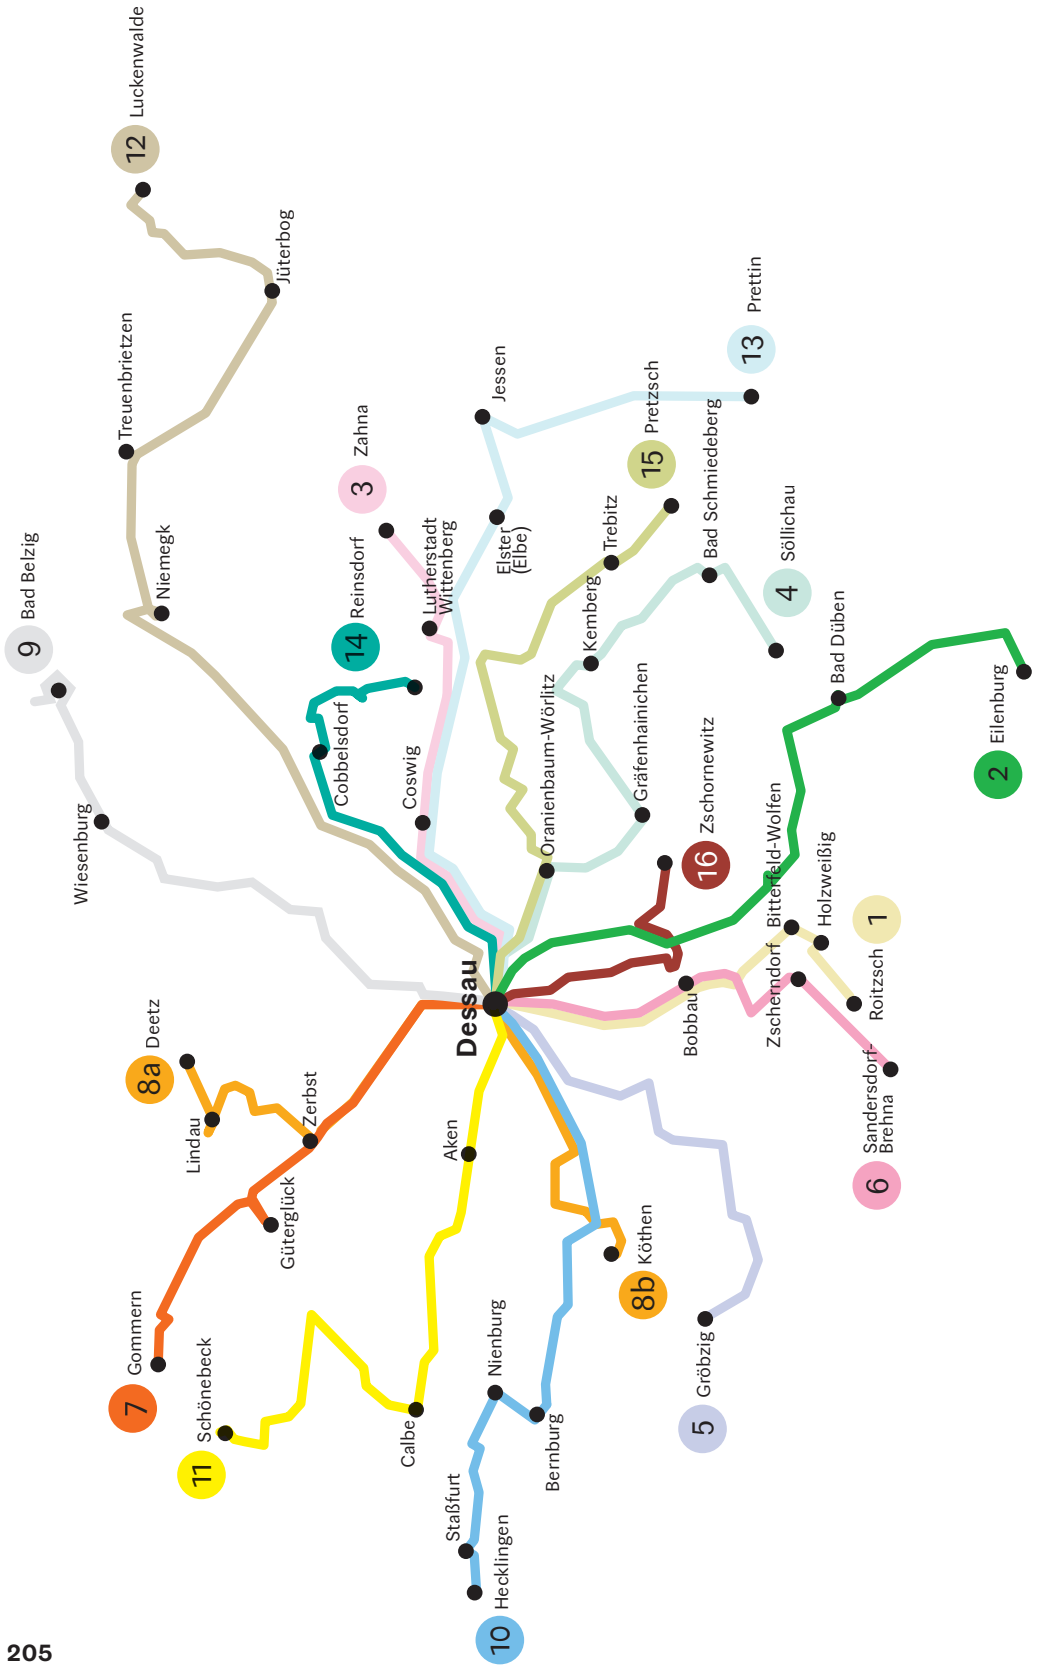 12
Luckenwalde
Jüterbog
Treuenbrietzen
Niemegk
9
Bad Belzig
Wiesenburg
13
Prettin
Jessen
Elster
(Elbe)
3
Zahna
Lutherstadt
Wittenberg
Coswig
14
Reinsdorf
Cobbelsdorf
15
Pretzsch
Trebitz
Bad Schmiedeberg
4
Söllichau
Kemberg
Gräfenhainichen
Oranienbaum-Wörlitz
16
Zschornewitz
Bad Düben
2
Eilenburg
Bitterfeld-Wolfen
Holzweißig
1
Roitzsch
Zscherndorf
Bobbau
6
Sandersdorf-
Brehna
Dessau
8a
Deetz
Lindau
Zerbst
Güterglück
7
Gommern
11
Schönebeck
Calbe
Aken
8b
Köthen
5
Gröbzig
Nienburg
Bernburg
Staßfurt
10
Hecklingen
205